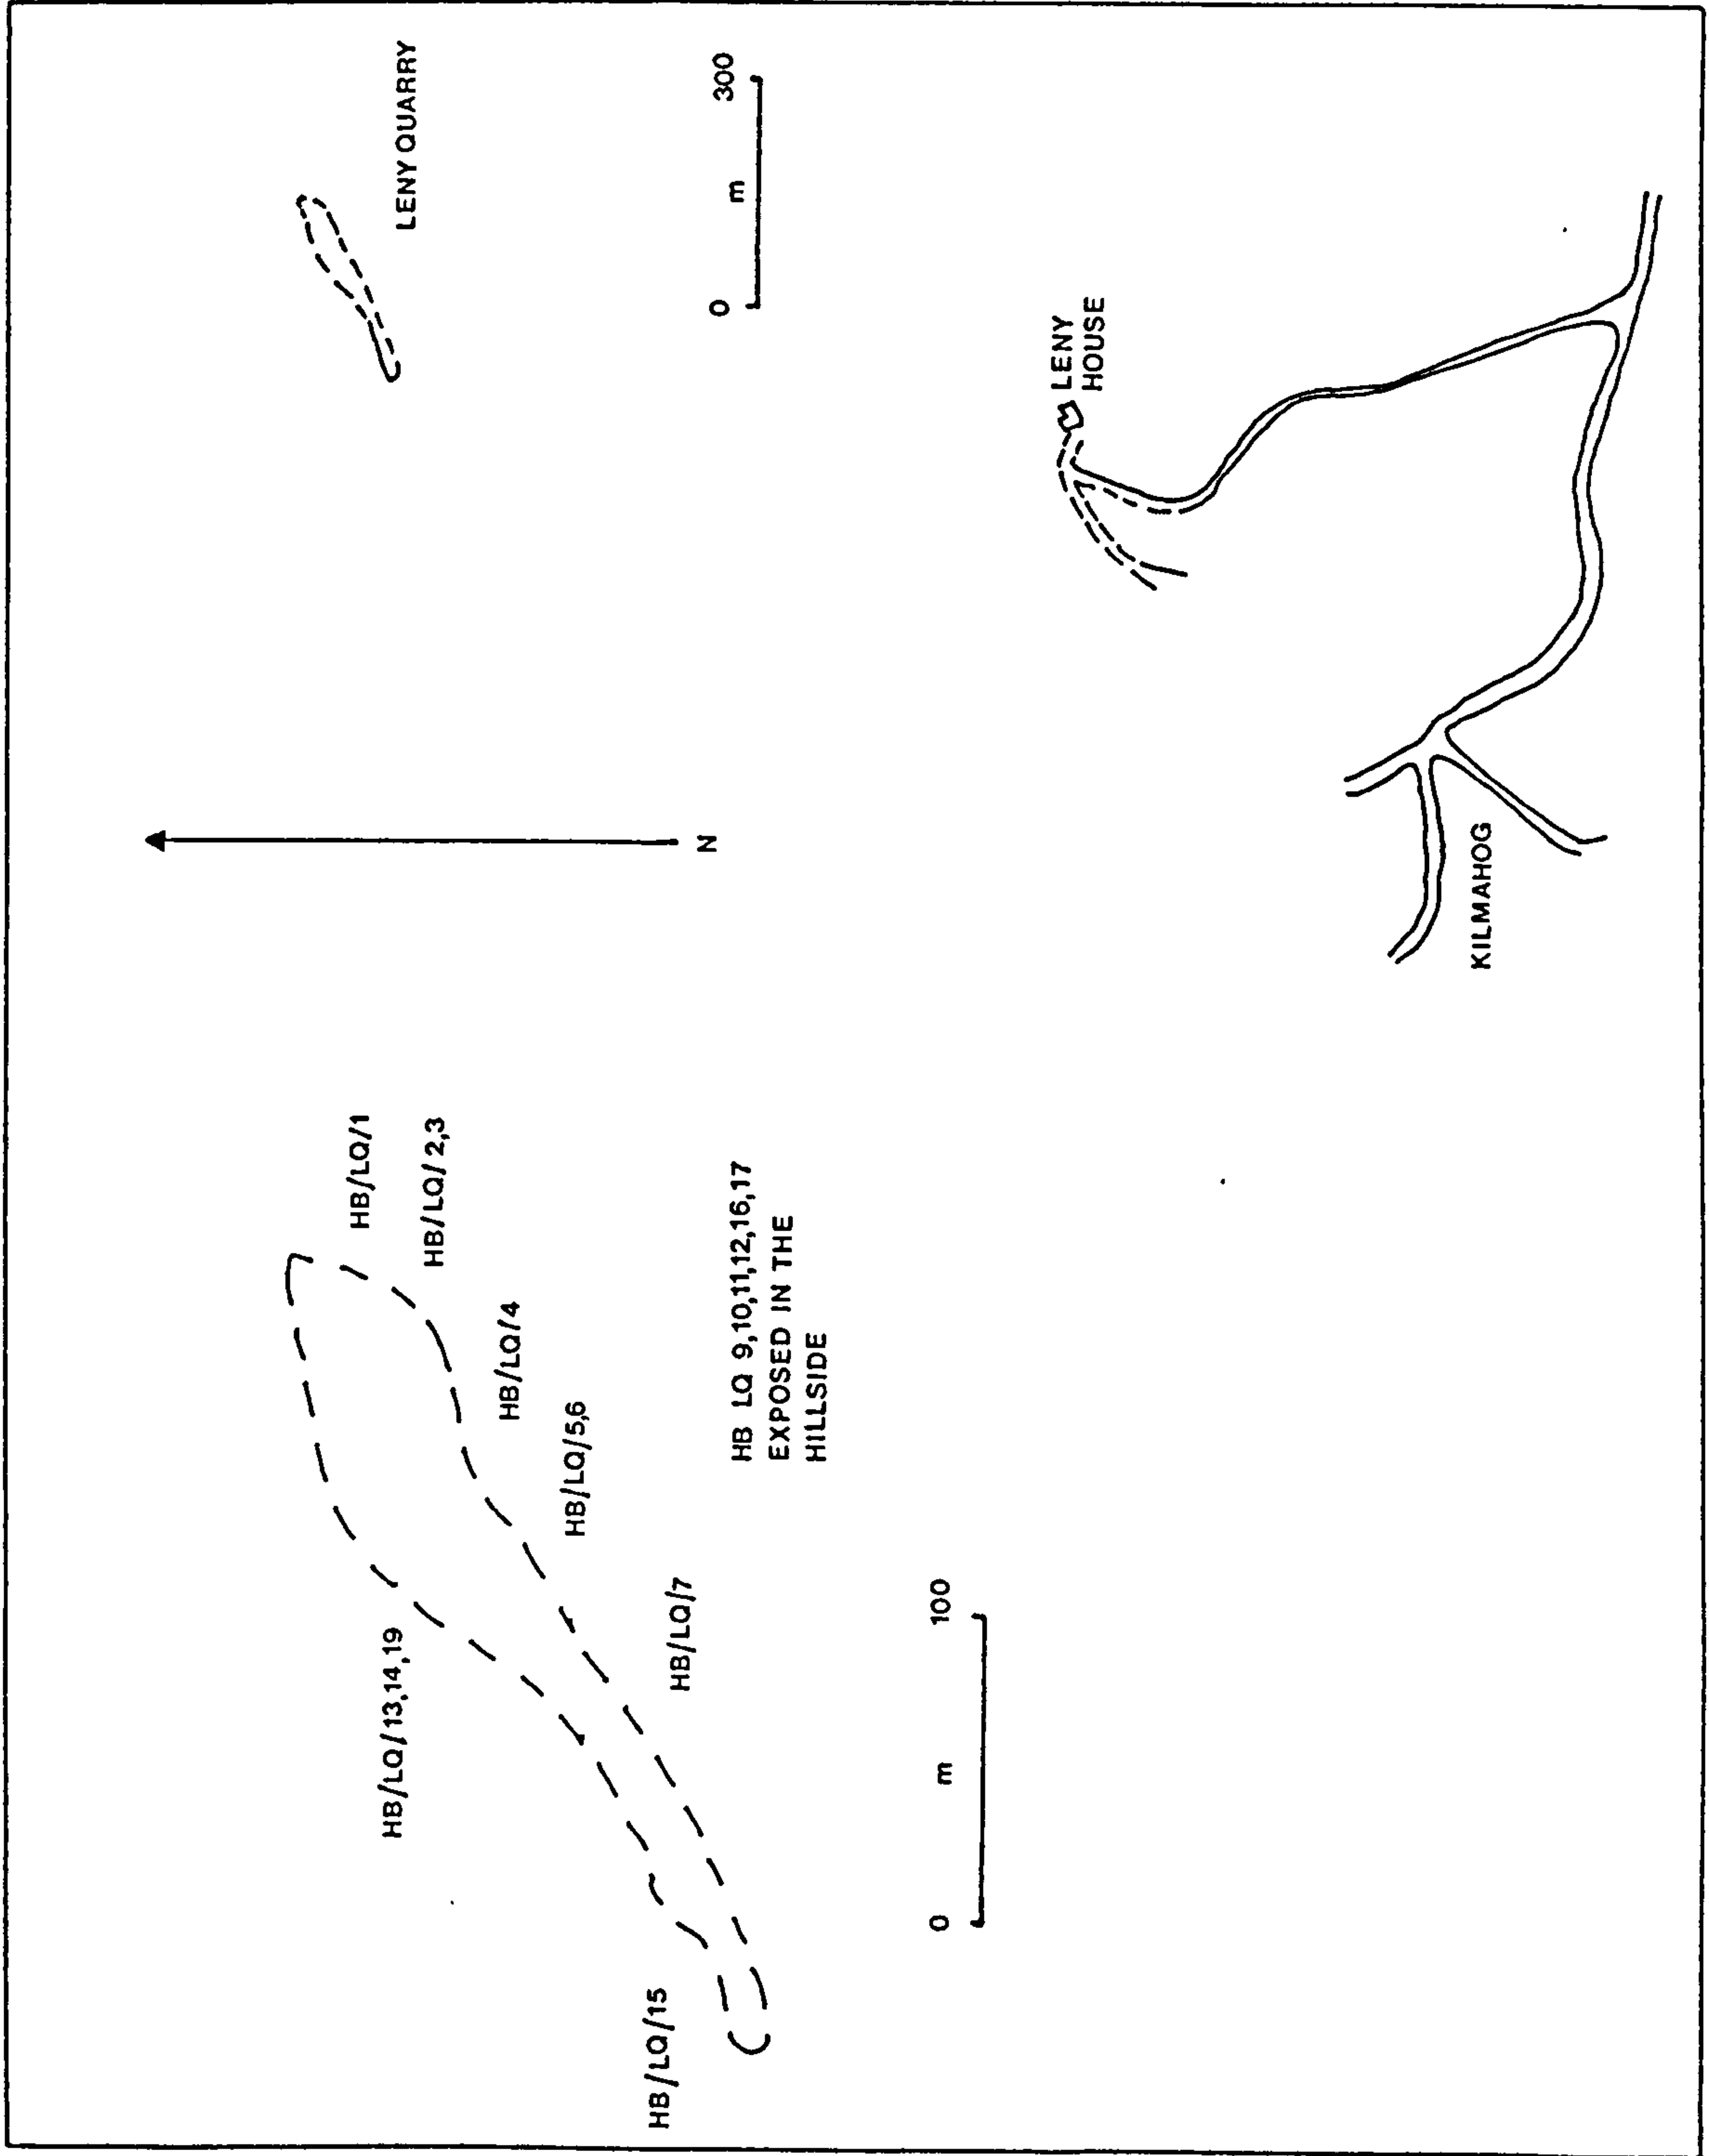 HB/LQ/1
HB/LQ/2,3
HB/LQ/13,14,19
HB/LQ/4
HB/LQ/5,6
HB/LQ/15
HB/LQ/7
HB LQ 9,10,11,12,16,17
EXPOSED IN THE
HILLSIDE
0 m 100
N
LENY QUARRY
0 m 300
LENY
HOUSE
KILMAHOG